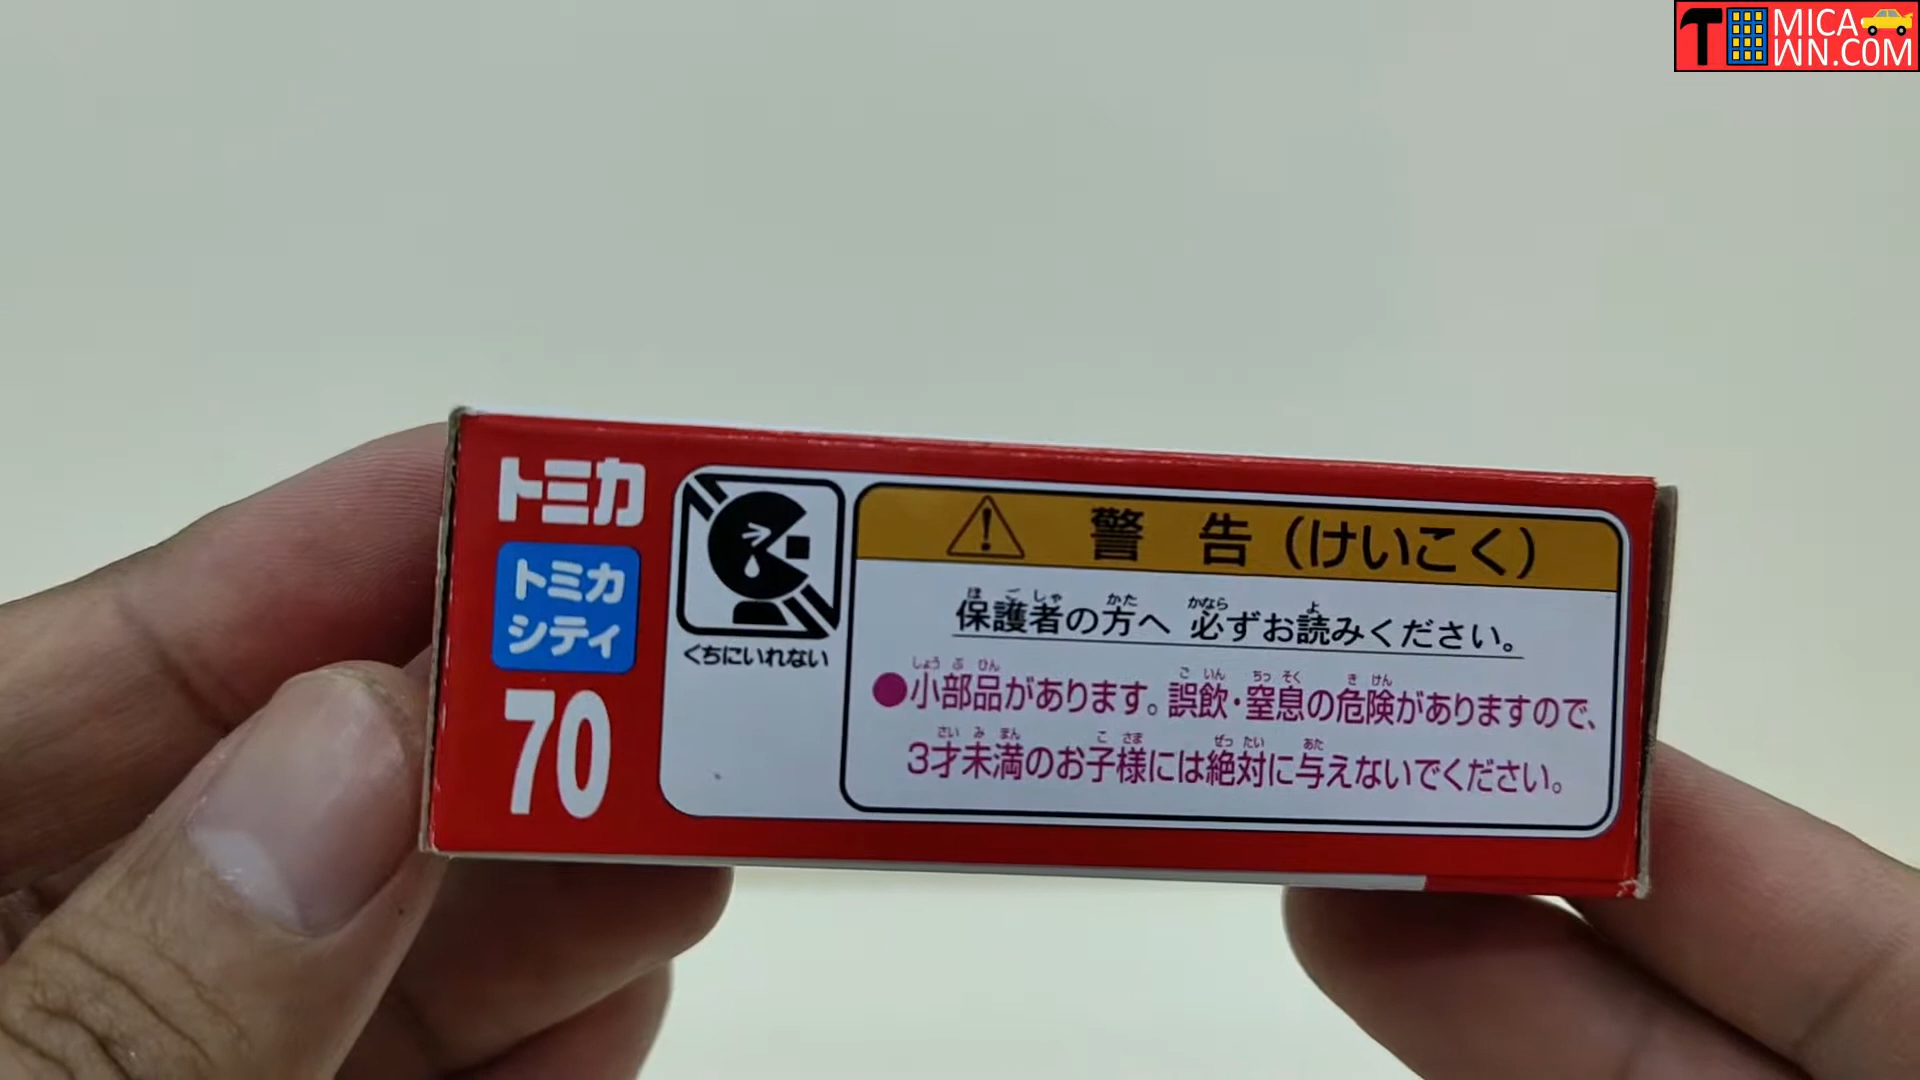 TOMICA
WN.COM
トミカ
トミカ
シティ
70
くちにいれない
警 告 (けいこく)
ほ ご しゃ かた かなら よ
保護者の方へ 必ずお読みください。
しょう ぶ ひん ご いん ちっ そく き けん
●小部品があります。誤飲・窒息の危険がありますので、
さい み まん こ さま ぜっ たい あた
3才未満のお子様には絶対に与えないでください。